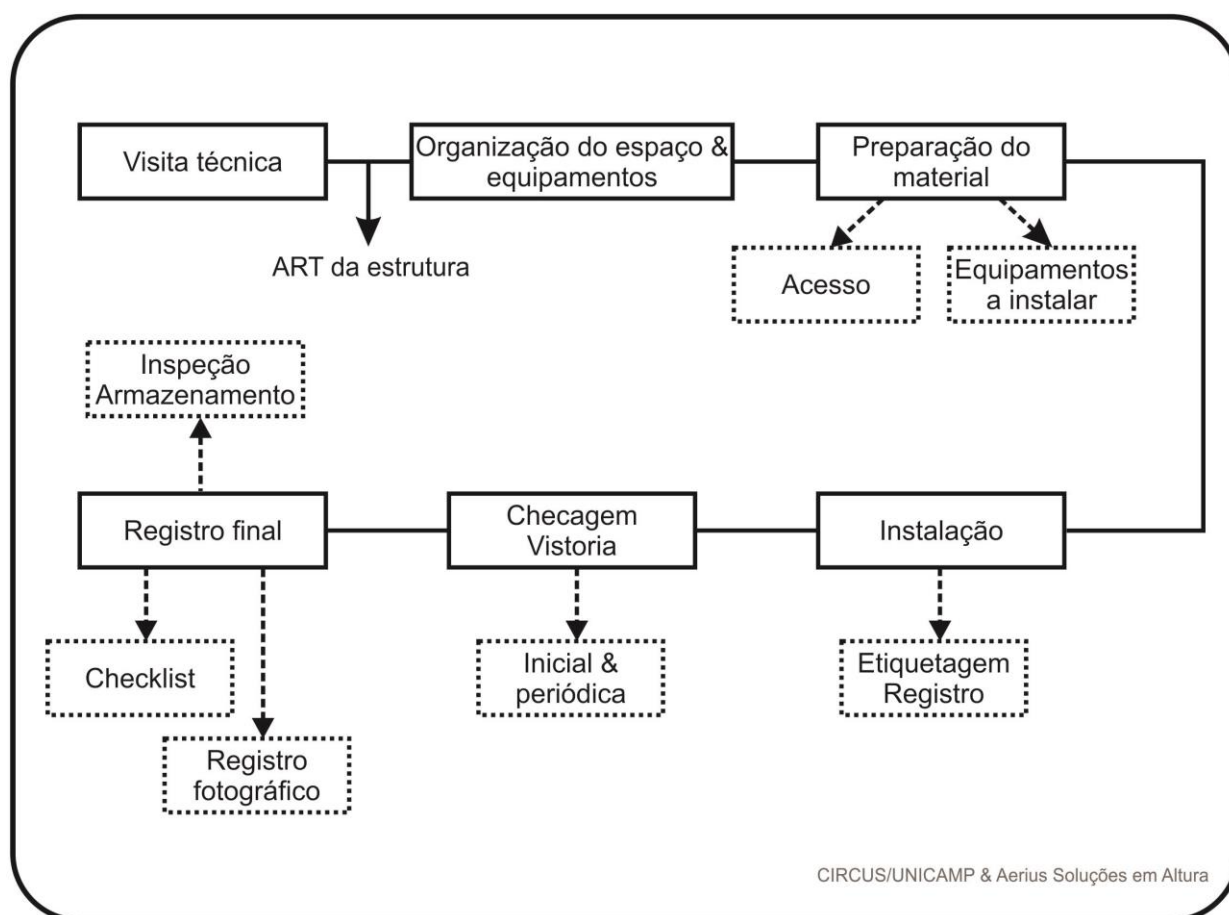 Visita técnica
Organização do espaço &
equipamentos
Preparação do
material
ART da estrutura
Acesso
Equipamentos
a instalar
Inspeção
Armazenamento
Registro final
Checagem
Vistoria
Instalação
Checklist
Inicial &
periódica
Etiquetagem
Registro
Registro
fotográfico
CIRCUS/UNICAMP & Aerius Soluções em Altura